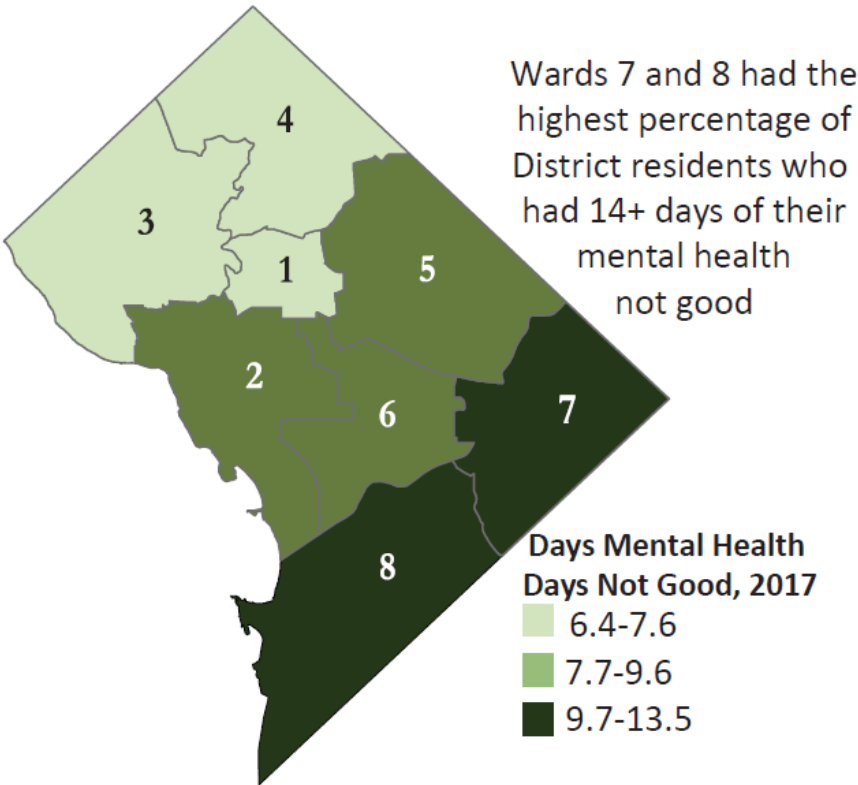 Wards 7 and 8 had the
highest percentage of
District residents who
had 14+ days of their
mental health
not good
4
3
1
5
2
6
7
8
Days Mental Health
Days Not Good, 2017
6.4-7.6
7.7-9.6
9.7-13.5